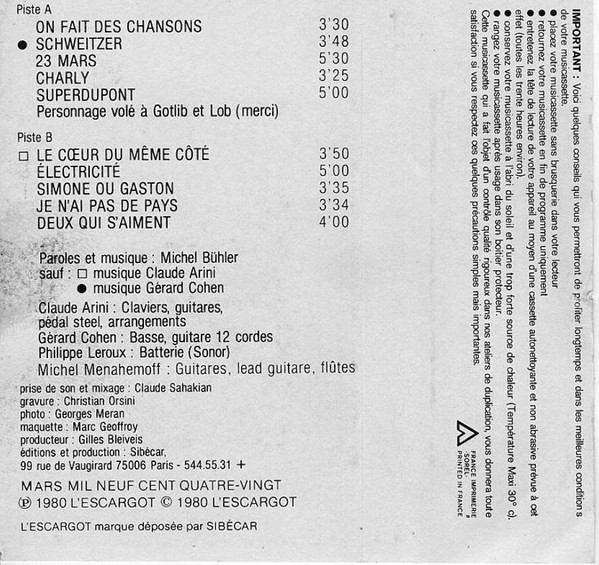 Piste A
ON FAIT DES CHANSONS 3'30
● SCHWEITZER 3'48
23 MARS 5'30
CHARLY 3'25
SUPERDUPONT 5'00
Personnage volé à Gotlib et Lob (merci)
Piste B
□ LE CŒUR DU MÊME CÔTÉ 3'50
ÉLECTRICITÉ 5'00
SIMONE OU GASTON 3'35
JE N'AI PAS DE PAYS 3'34
DEUX QUI S'AIMENT 4'00
Paroles et musique : Michel Bühler
sauf : □ musique Claude Arini
● musique Gérard Cohen
Claude Arini : Claviers, guitares,
pédal steel, arrangements
Gérard Cohen : Basse, guitare 12 cordes
Philippe Leroux : Batterie (Sonor)
Michel Menahemoff : Guitares, lead guitare, flûtes
prise de son et mixage : Claude Sahakian
gravure : Christian Orsini
photo : Georges Meran
maquette : Marc Geoffroy
producteur : Gilles Bleiveis
éditions et production : Sibécar,
99 rue de Vaugirard 75006 Paris - 544.55.31 +
MARS MIL NEUF CENT QUATRE-VINGT
℗ 1980 L'ESCARGOT © 1980 L'ESCARGOT
L'ESCARGOT marque déposée par SIBÉCAR
IMPORTANT : Voici quelques conseils qui vous permettront de profiter longtemps et dans les meilleures conditions
de votre musicassette.
● placez votre musicassette sans brusquerie dans votre lecteur
● retournez votre musicassette en fin de programme uniquement
● entretenez la tête de lecture de votre appareil au moyen d'une cassette autonettoyante et non abrasive prévue à cet
effet (toutes les trente heures environ).
● conservez votre musicassette à l'abri du soleil et d'une trop forte source de chaleur (Température Maxi 30° c).
● rangez votre musicassette après usage dans son boitier protecteur.
Cette musicassette qui a fait l'objet d'un contrôle qualité rigoureux dans nos ateliers de duplication, vous donnera toute
satisfaction si vous respectez ces quelques précautions simples mais importantes.
FRANCE IMPRIMERIE
-SOREL-
PRINTED IN FRANCE